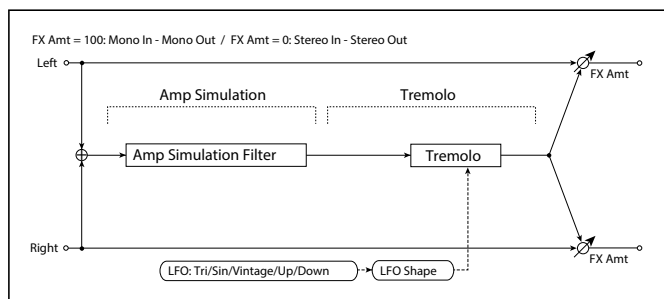 FX Amt = 100: Mono In - Mono Out / FX Amt = 0: Stereo In - Stereo Out
Left
FX Amt
Amp Simulation
Tremolo
Amp Simulation Filter
Tremolo
Right
FX Amt
LFO: Tri/Sin/Vintage/Up/Down
LFO Shape